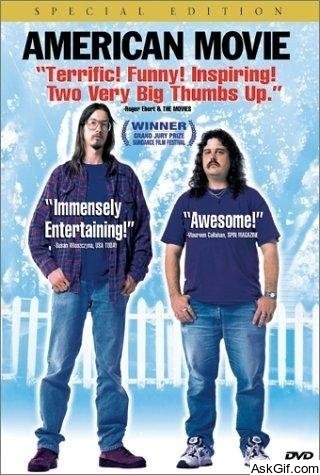 SPECIAL EDITION
AMERICAN MOVIE
"Terrific! Funny! Inspiring!
Two Very Big Thumbs Up."
-Roger Ebert & THE MOVIES
WINNER
GRAND JURY PRIZE
SUNDANCE FILM FESTIVAL
"Immensely
Entertaining!"
-Susan Wloszczyna, USA TODAY
"Awesome!"
-Maureen Callahan, SPIN MAGAZINE
DVD
AskGif.com